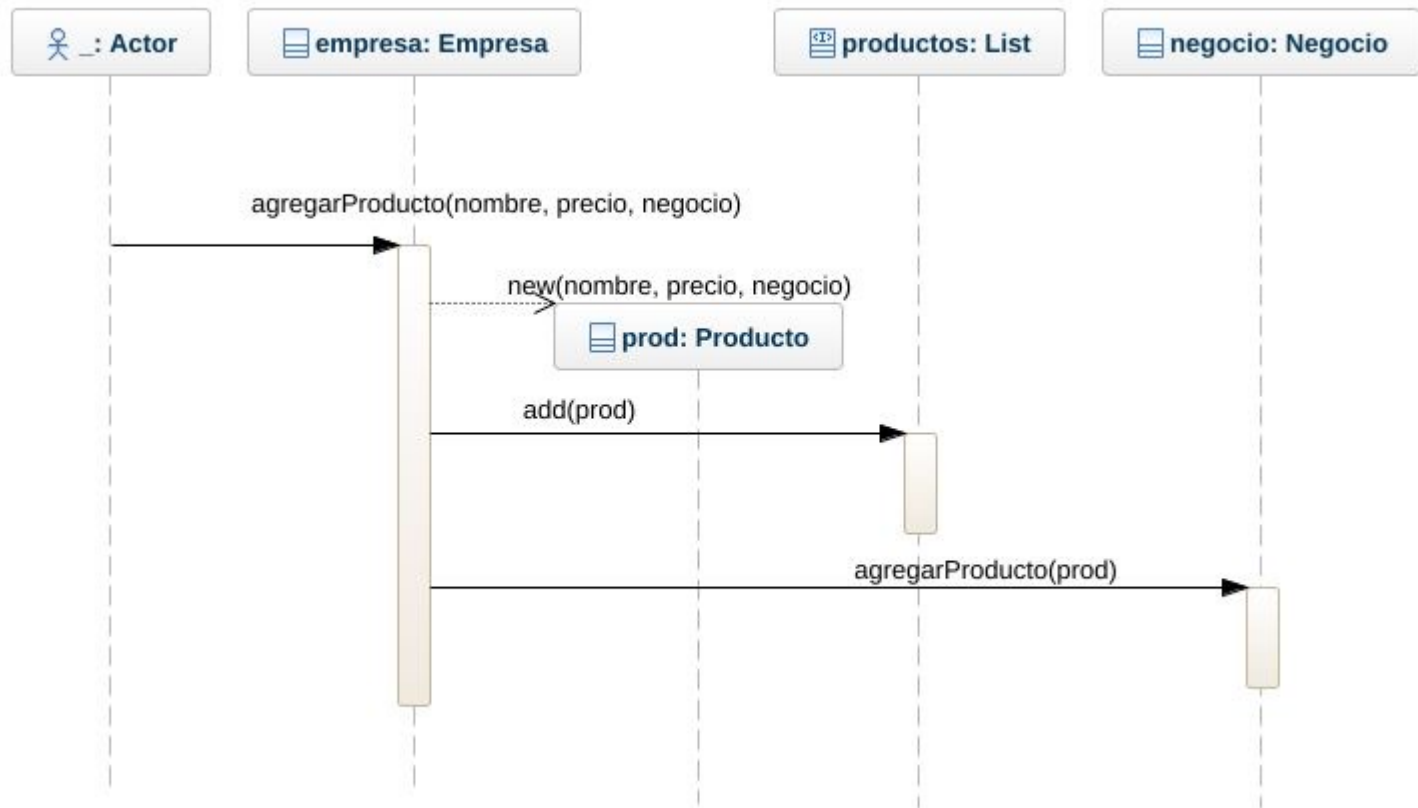 _: Actor
empresa: Empresa
productos: List
negocio: Negocio
agregarProducto(nombre, precio, negocio)
new(nombre, precio, negocio)
prod: Producto
add(prod)
agregarProducto(prod)